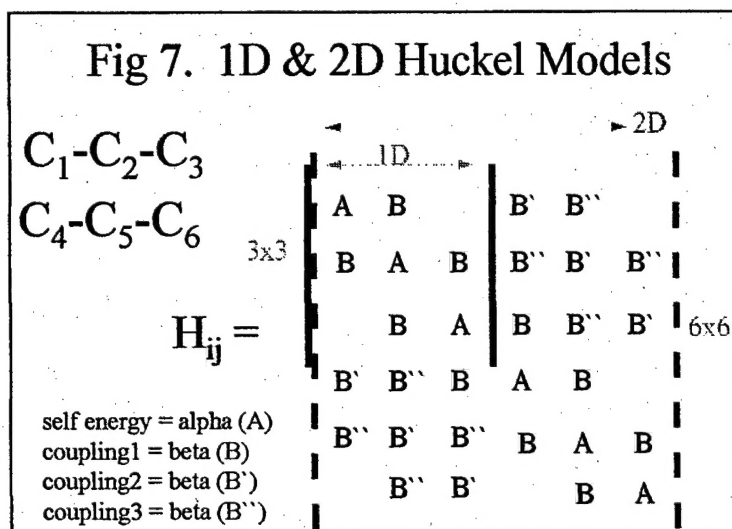 Fig 7. 1D & 2D Huckel Models
2D
1D
C1-C2-C3
C4-C5-C6
3x3
Hij =
6x6
A B B` B``
B A B B`` B` B``
B A B B`` B`
B` B`` B A B
B`` B` B`` B A B
B`` B` B A
self energy = alpha (A)
coupling1 = beta (B)
coupling2 = beta (B`)
coupling3 = beta (B``)